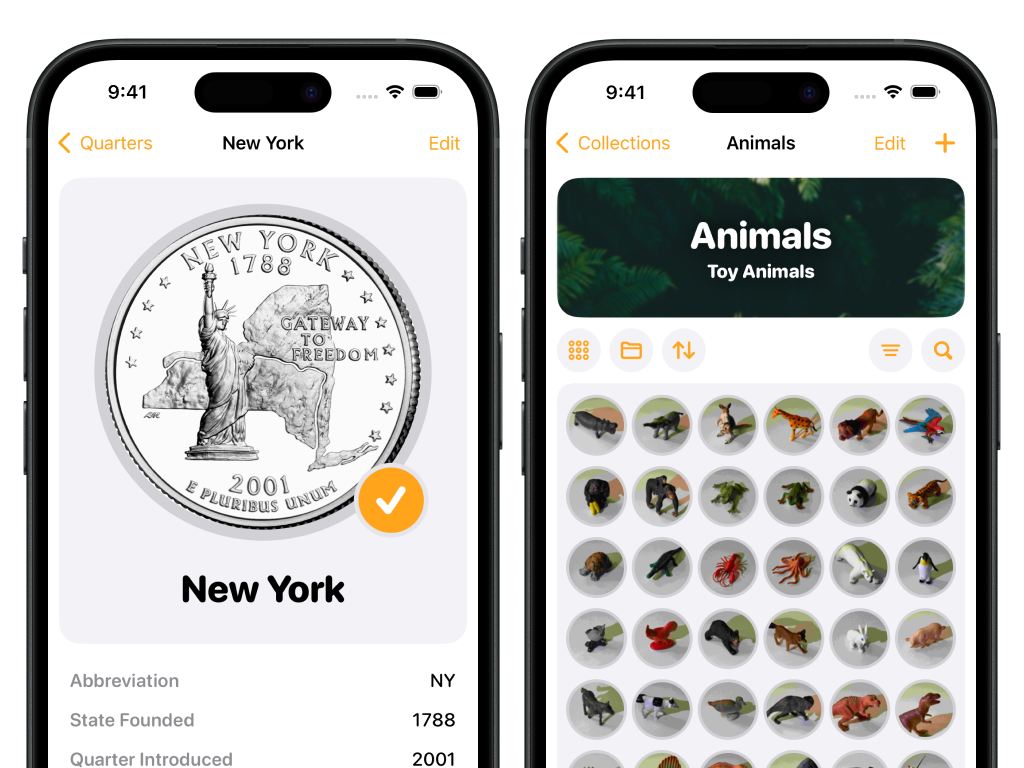 9:41
Quarters
New York
Edit
NEW YORK
1788
GATEWAY
TO
FREEDOM
2001
E PLURIBUS UNUM
New York
Abbreviation
NY
State Founded
1788
Quarter Introduced
2001
9:41
Collections
Animals
Edit
Animals
Toy Animals